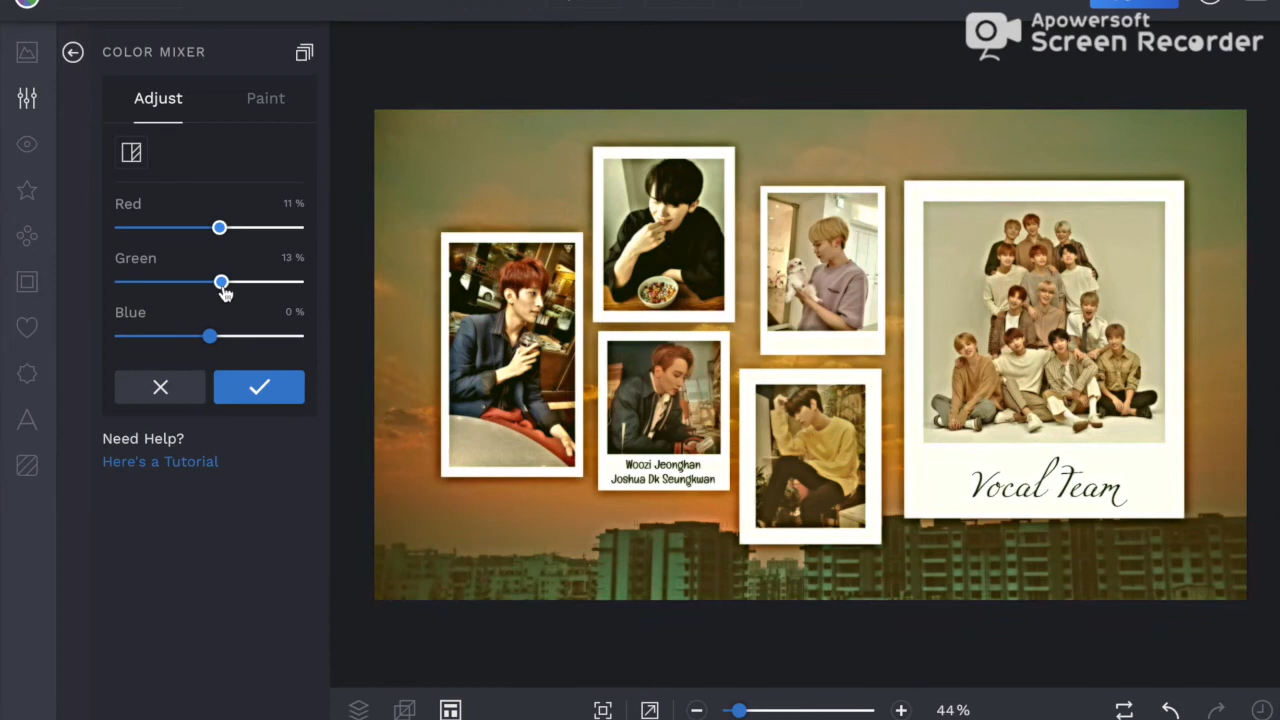 Apowersoft
Screen Recorder
COLOR MIXER
Adjust
Paint
Red
11 %
Green
13 %
Blue
0 %
Need Help?
Here's a Tutorial
Woozi Jeonghan
Joshua Dk Seungkwan
Vocal Team
44%